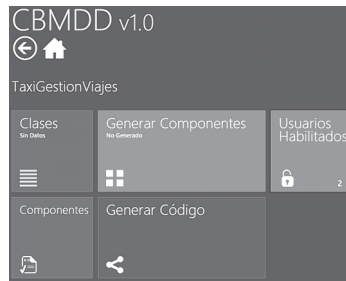 CBMDD v1.0
TaxiGestionViajes
Clases
Sin Datos
Generar Componentes
No Generado
Usuarios
Habilitados
2
Componentes
Generar Código